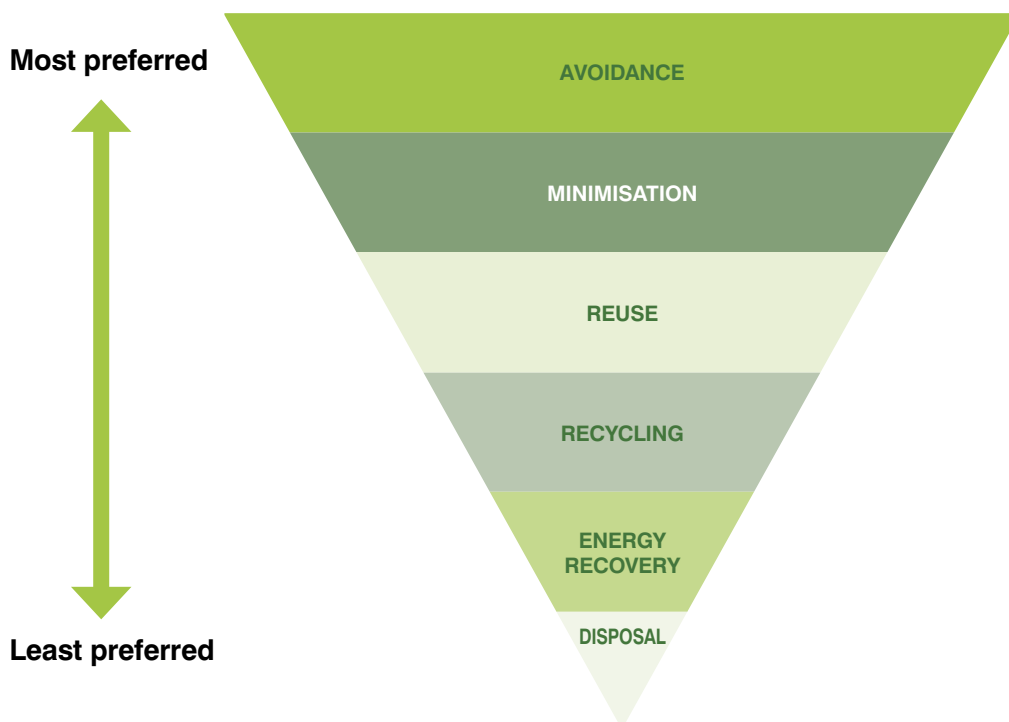 Most preferred
AVOIDANCE
MINIMISATION
REUSE
RECYCLING
ENERGY
RECOVERY
DISPOSAL
Least preferred